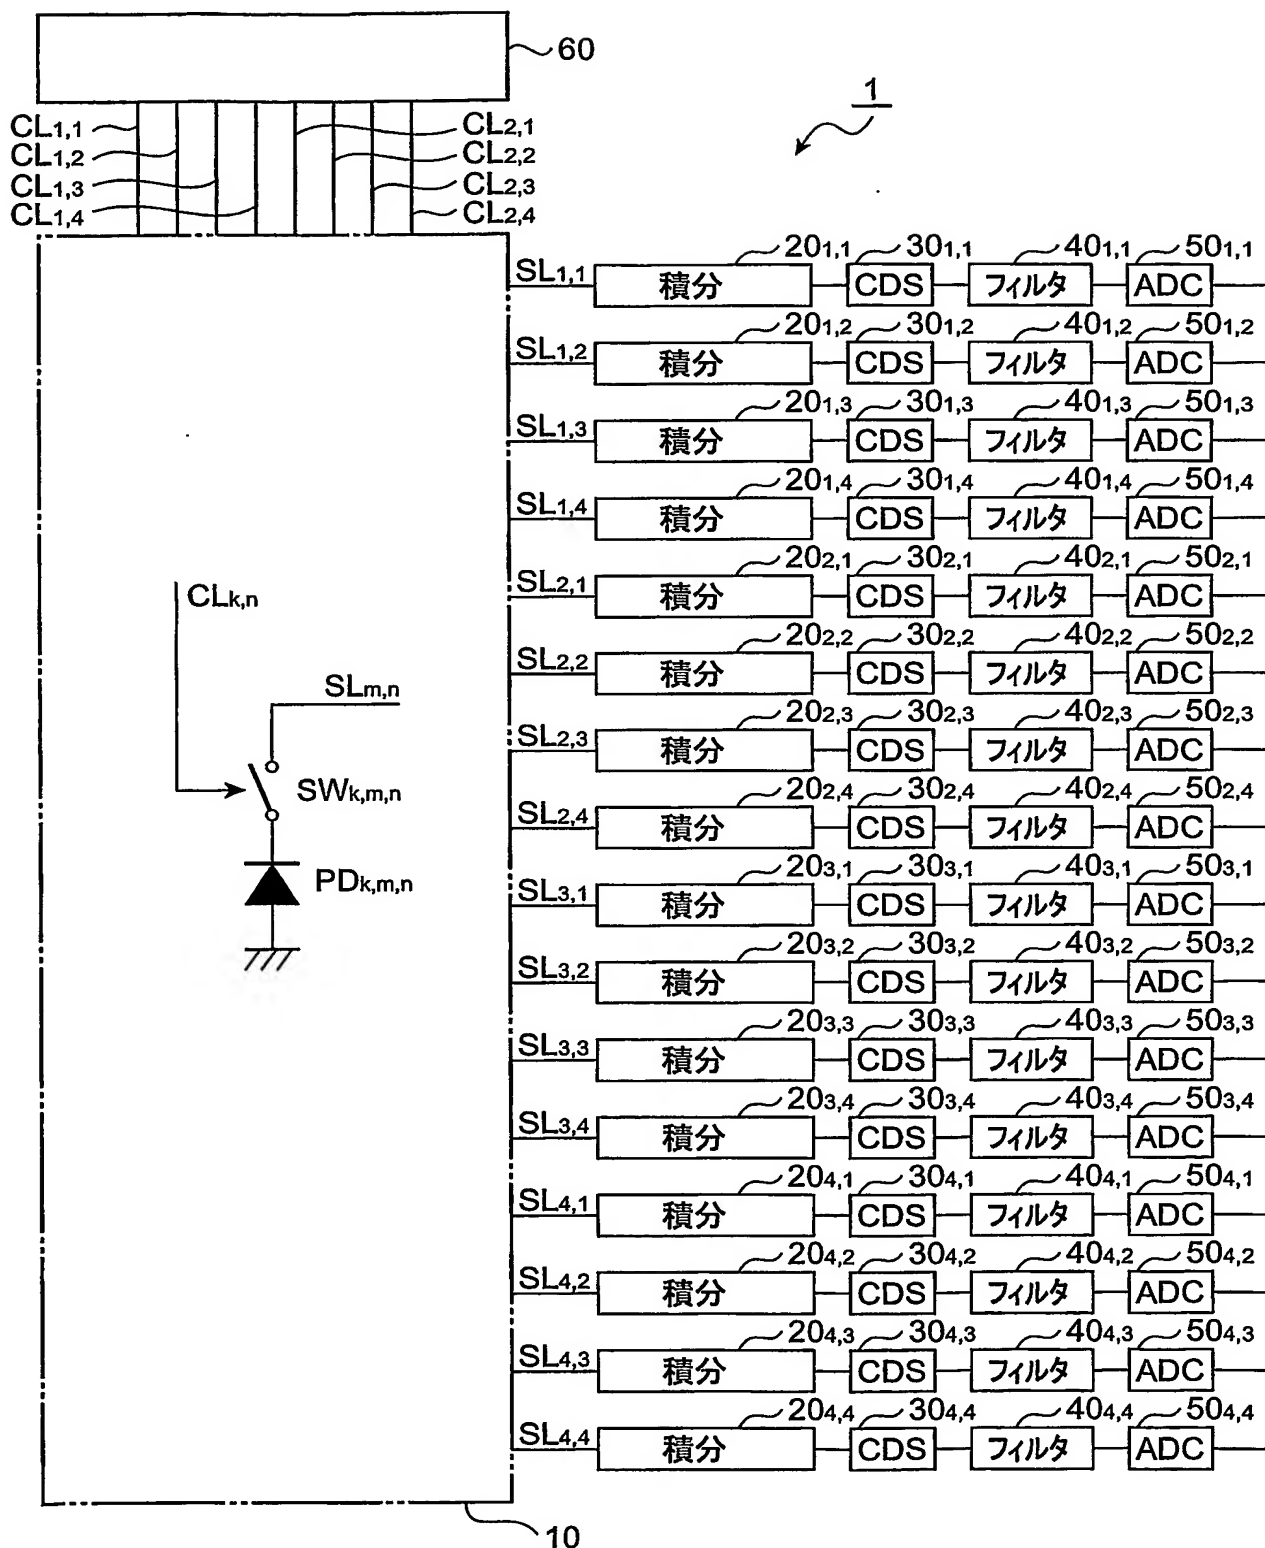 60
1
CL1,1
CL1,2
CL1,3
CL1,4
CL2,1
CL2,2
CL2,3
CL2,4
SL1,1 積分 201,1 CDS 301,1 フィルタ 401,1 ADC 501,1
SL1,2 積分 201,2 CDS 301,2 フィルタ 401,2 ADC 501,2
SL1,3 積分 201,3 CDS 301,3 フィルタ 401,3 ADC 501,3
SL1,4 積分 201,4 CDS 301,4 フィルタ 401,4 ADC 501,4
SL2,1 積分 202,1 CDS 302,1 フィルタ 402,1 ADC 502,1
SL2,2 積分 202,2 CDS 302,2 フィルタ 402,2 ADC 502,2
SL2,3 積分 202,3 CDS 302,3 フィルタ 402,3 ADC 502,3
SL2,4 積分 202,4 CDS 302,4 フィルタ 402,4 ADC 502,4
SL3,1 積分 203,1 CDS 303,1 フィルタ 403,1 ADC 503,1
SL3,2 積分 203,2 CDS 303,2 フィルタ 403,2 ADC 503,2
SL3,3 積分 203,3 CDS 303,3 フィルタ 403,3 ADC 503,3
SL3,4 積分 203,4 CDS 303,4 フィルタ 403,4 ADC 503,4
SL4,1 積分 204,1 CDS 304,1 フィルタ 404,1 ADC 504,1
SL4,2 積分 204,2 CDS 304,2 フィルタ 404,2 ADC 504,2
SL4,3 積分 204,3 CDS 304,3 フィルタ 404,3 ADC 504,3
SL4,4 積分 204,4 CDS 304,4 フィルタ 404,4 ADC 504,4
CLk,n
SLm,n
SWk,m,n
PDk,m,n
10